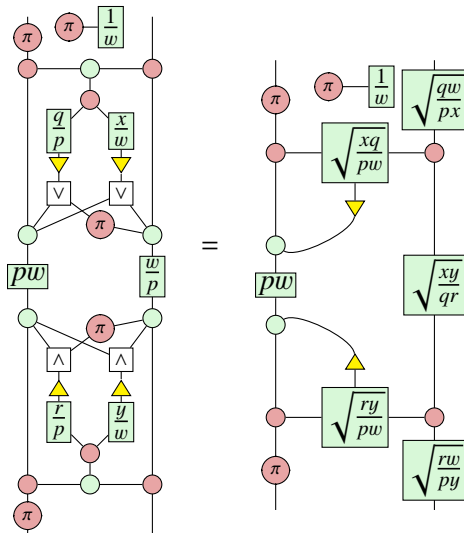 π π 1/w π 1/w √(qw/px)
q/p x/w √(xq/pw)
∨ ∨
π
=
pw w/p pw √(xy/qr)
π
∧ ∧
r/p y/w √(ry/pw)
π π √(rw/py)